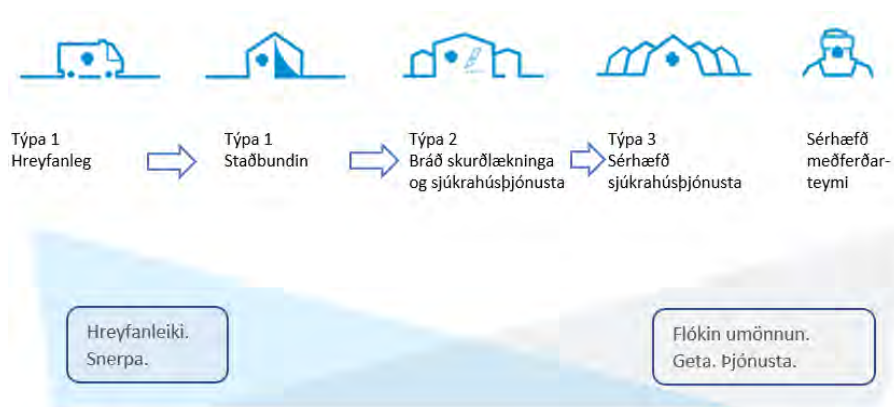 Týpa 1
Hreyfanleg
Týpa 1
Staðbundin
Týpa 2
Bráð skurðlækninga
og sjúkrahúsþjónusta
Týpa 3
Sérhæfð
sjúkrahúsþjónusta
Sérhæfð
meðferðar-
teymi
Hreyfanleiki.
Snerpa.
Flókin umönnun.
Geta. Þjónusta.